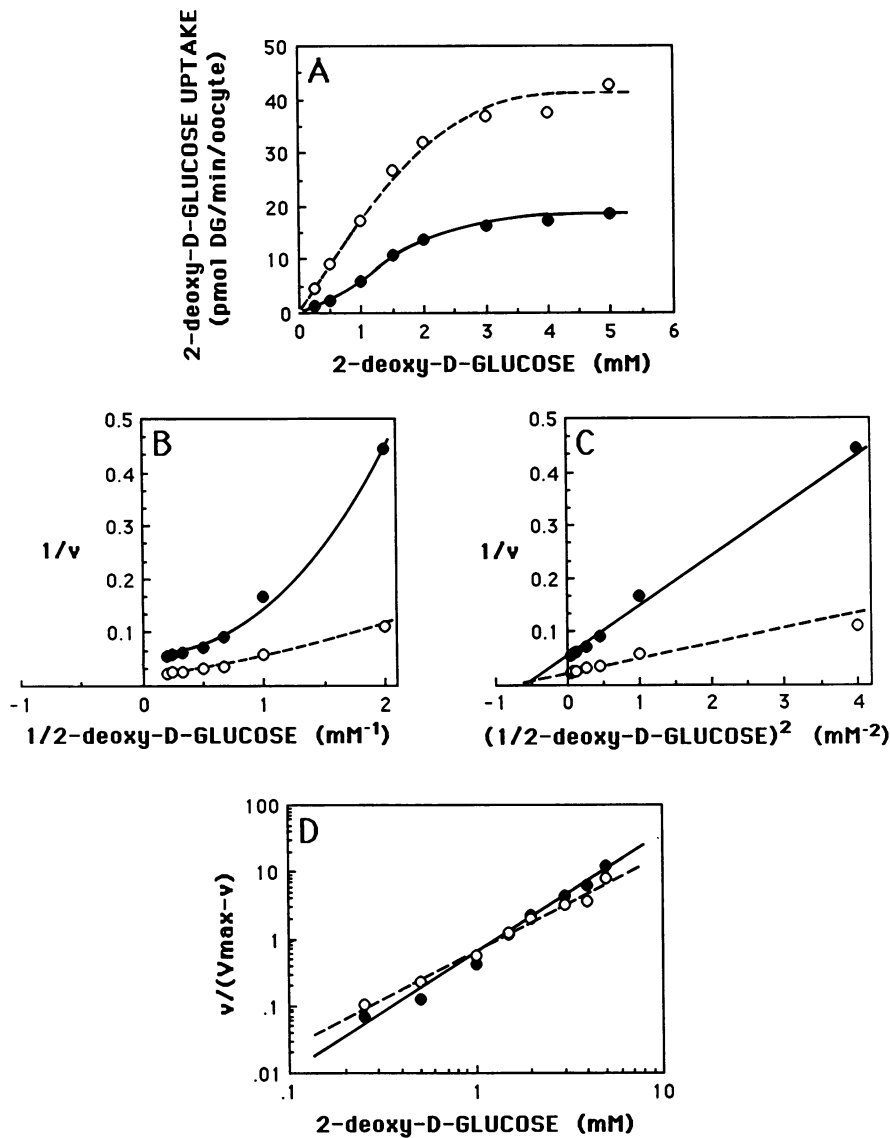 A
50
40
30
20
10
0
2-deoxy-D-GLUCOSE UPTAKE
(pmol DG/min/oocyte)
0 1 2 3 4 5 6
2-deoxy-D-GLUCOSE (mM)
B
0.5
0.4
0.3
0.2
0.1
1/v
-1 0 1 2
1/2-deoxy-D-GLUCOSE (mM⁻¹)
C
0.5
0.4
0.3
0.2
0.1
1/v
-1 0 1 2 3 4
(1/2-deoxy-D-GLUCOSE)² (mM⁻²)
D
100
10
1
.1
.01
v/(Vmax-v)
.1 1 10
2-deoxy-D-GLUCOSE (mM)